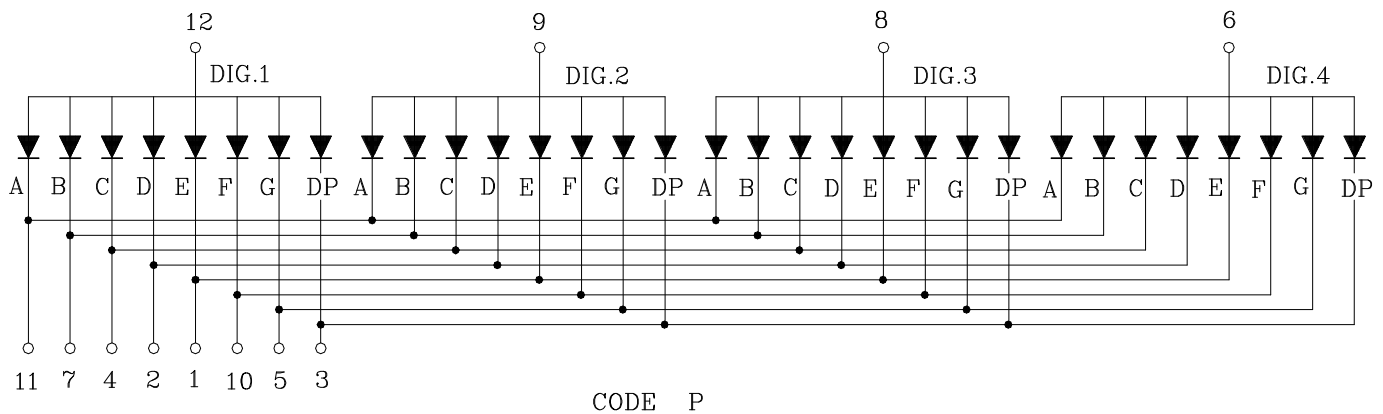 12 9 8 6
DIG.1 DIG.2 DIG.3 DIG.4
A B C D E F G DP A B C D E F G DP A B C D E F G DP A B C D E F G DP
11 7 4 2 1 10 5 3
CODE P